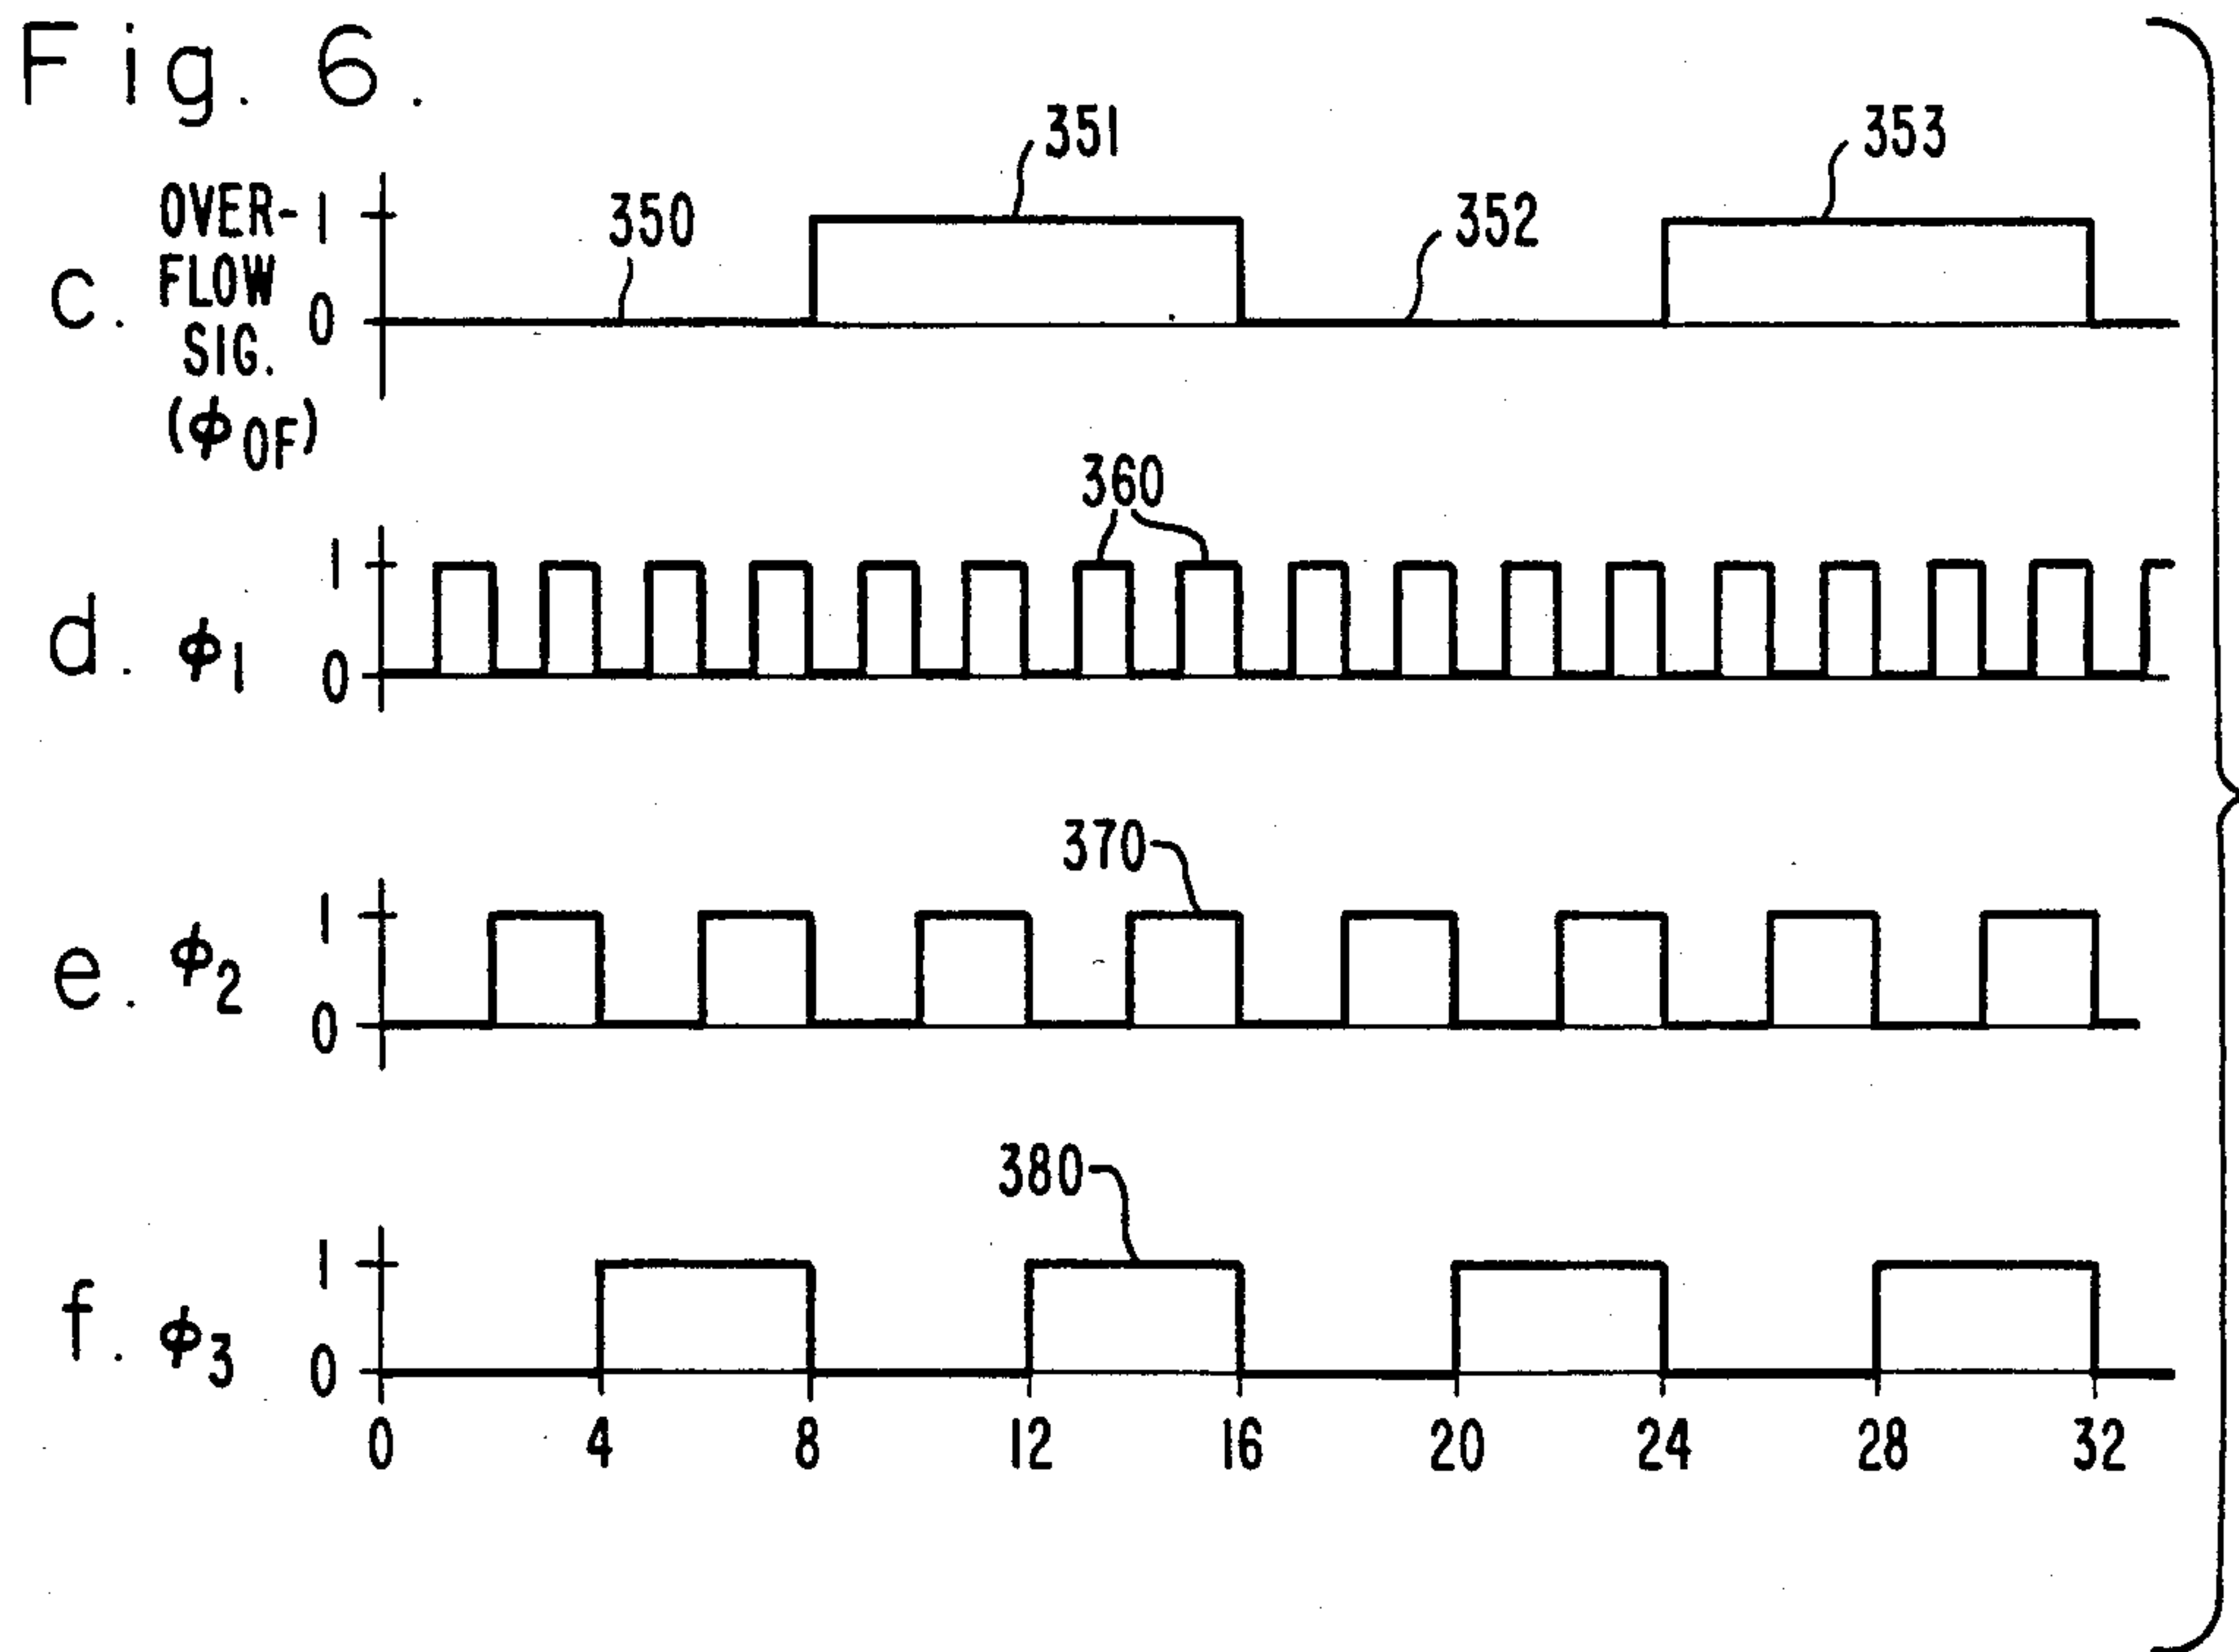 Fig. 6.
351
353
350
352
c.
OVER-
FLOW
SIG.
(ϕOF)
1
0
360
d. ϕ1
1
0
370
e. ϕ2
1
0
380
f. ϕ3
1
0
0 4 8 12 16 20 24 28 32